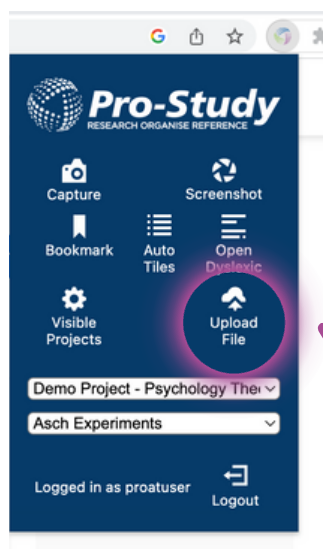 Pro-Study
RESEARCH ORGANISE REFERENCE
Capture
Screenshot
Bookmark
Auto
Tiles
Open
Dyslexic
Visible
Projects
Upload
File
Demo Project - Psychology
Asch Experiments
Logged in as proatuser
Logout